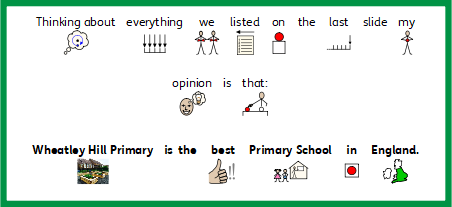 Thinking about everything we listed on the last slide my
opinion is that:
Wheatley Hill Primary is the best Primary School in England.